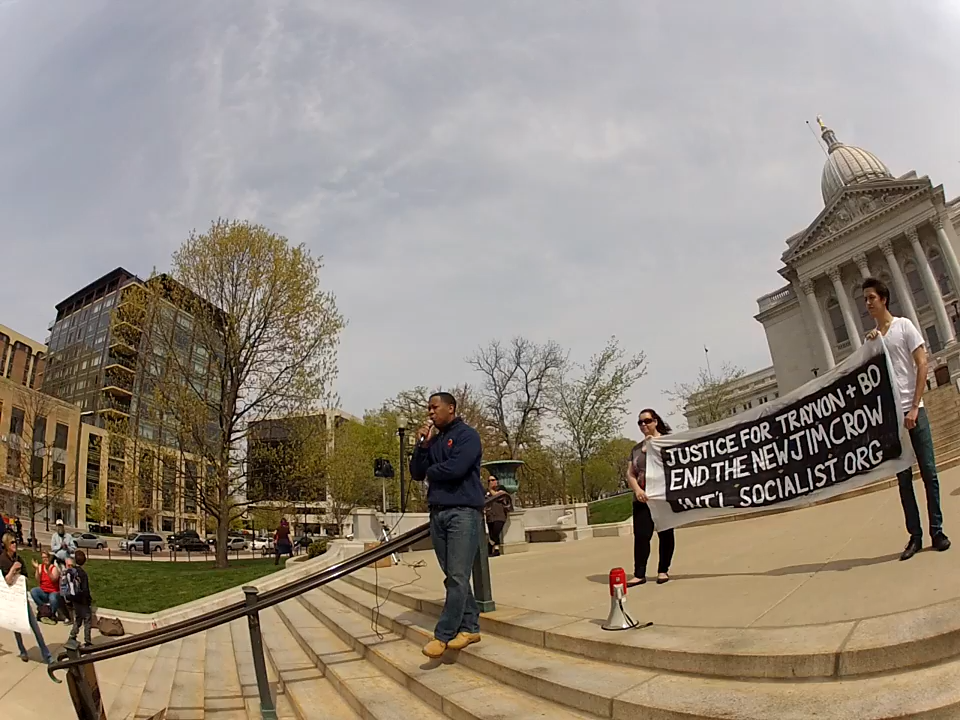 JUSTICE FOR TRAYVON + BO
END THE NEW JIM CROW
INT'L SOCIALIST ORG